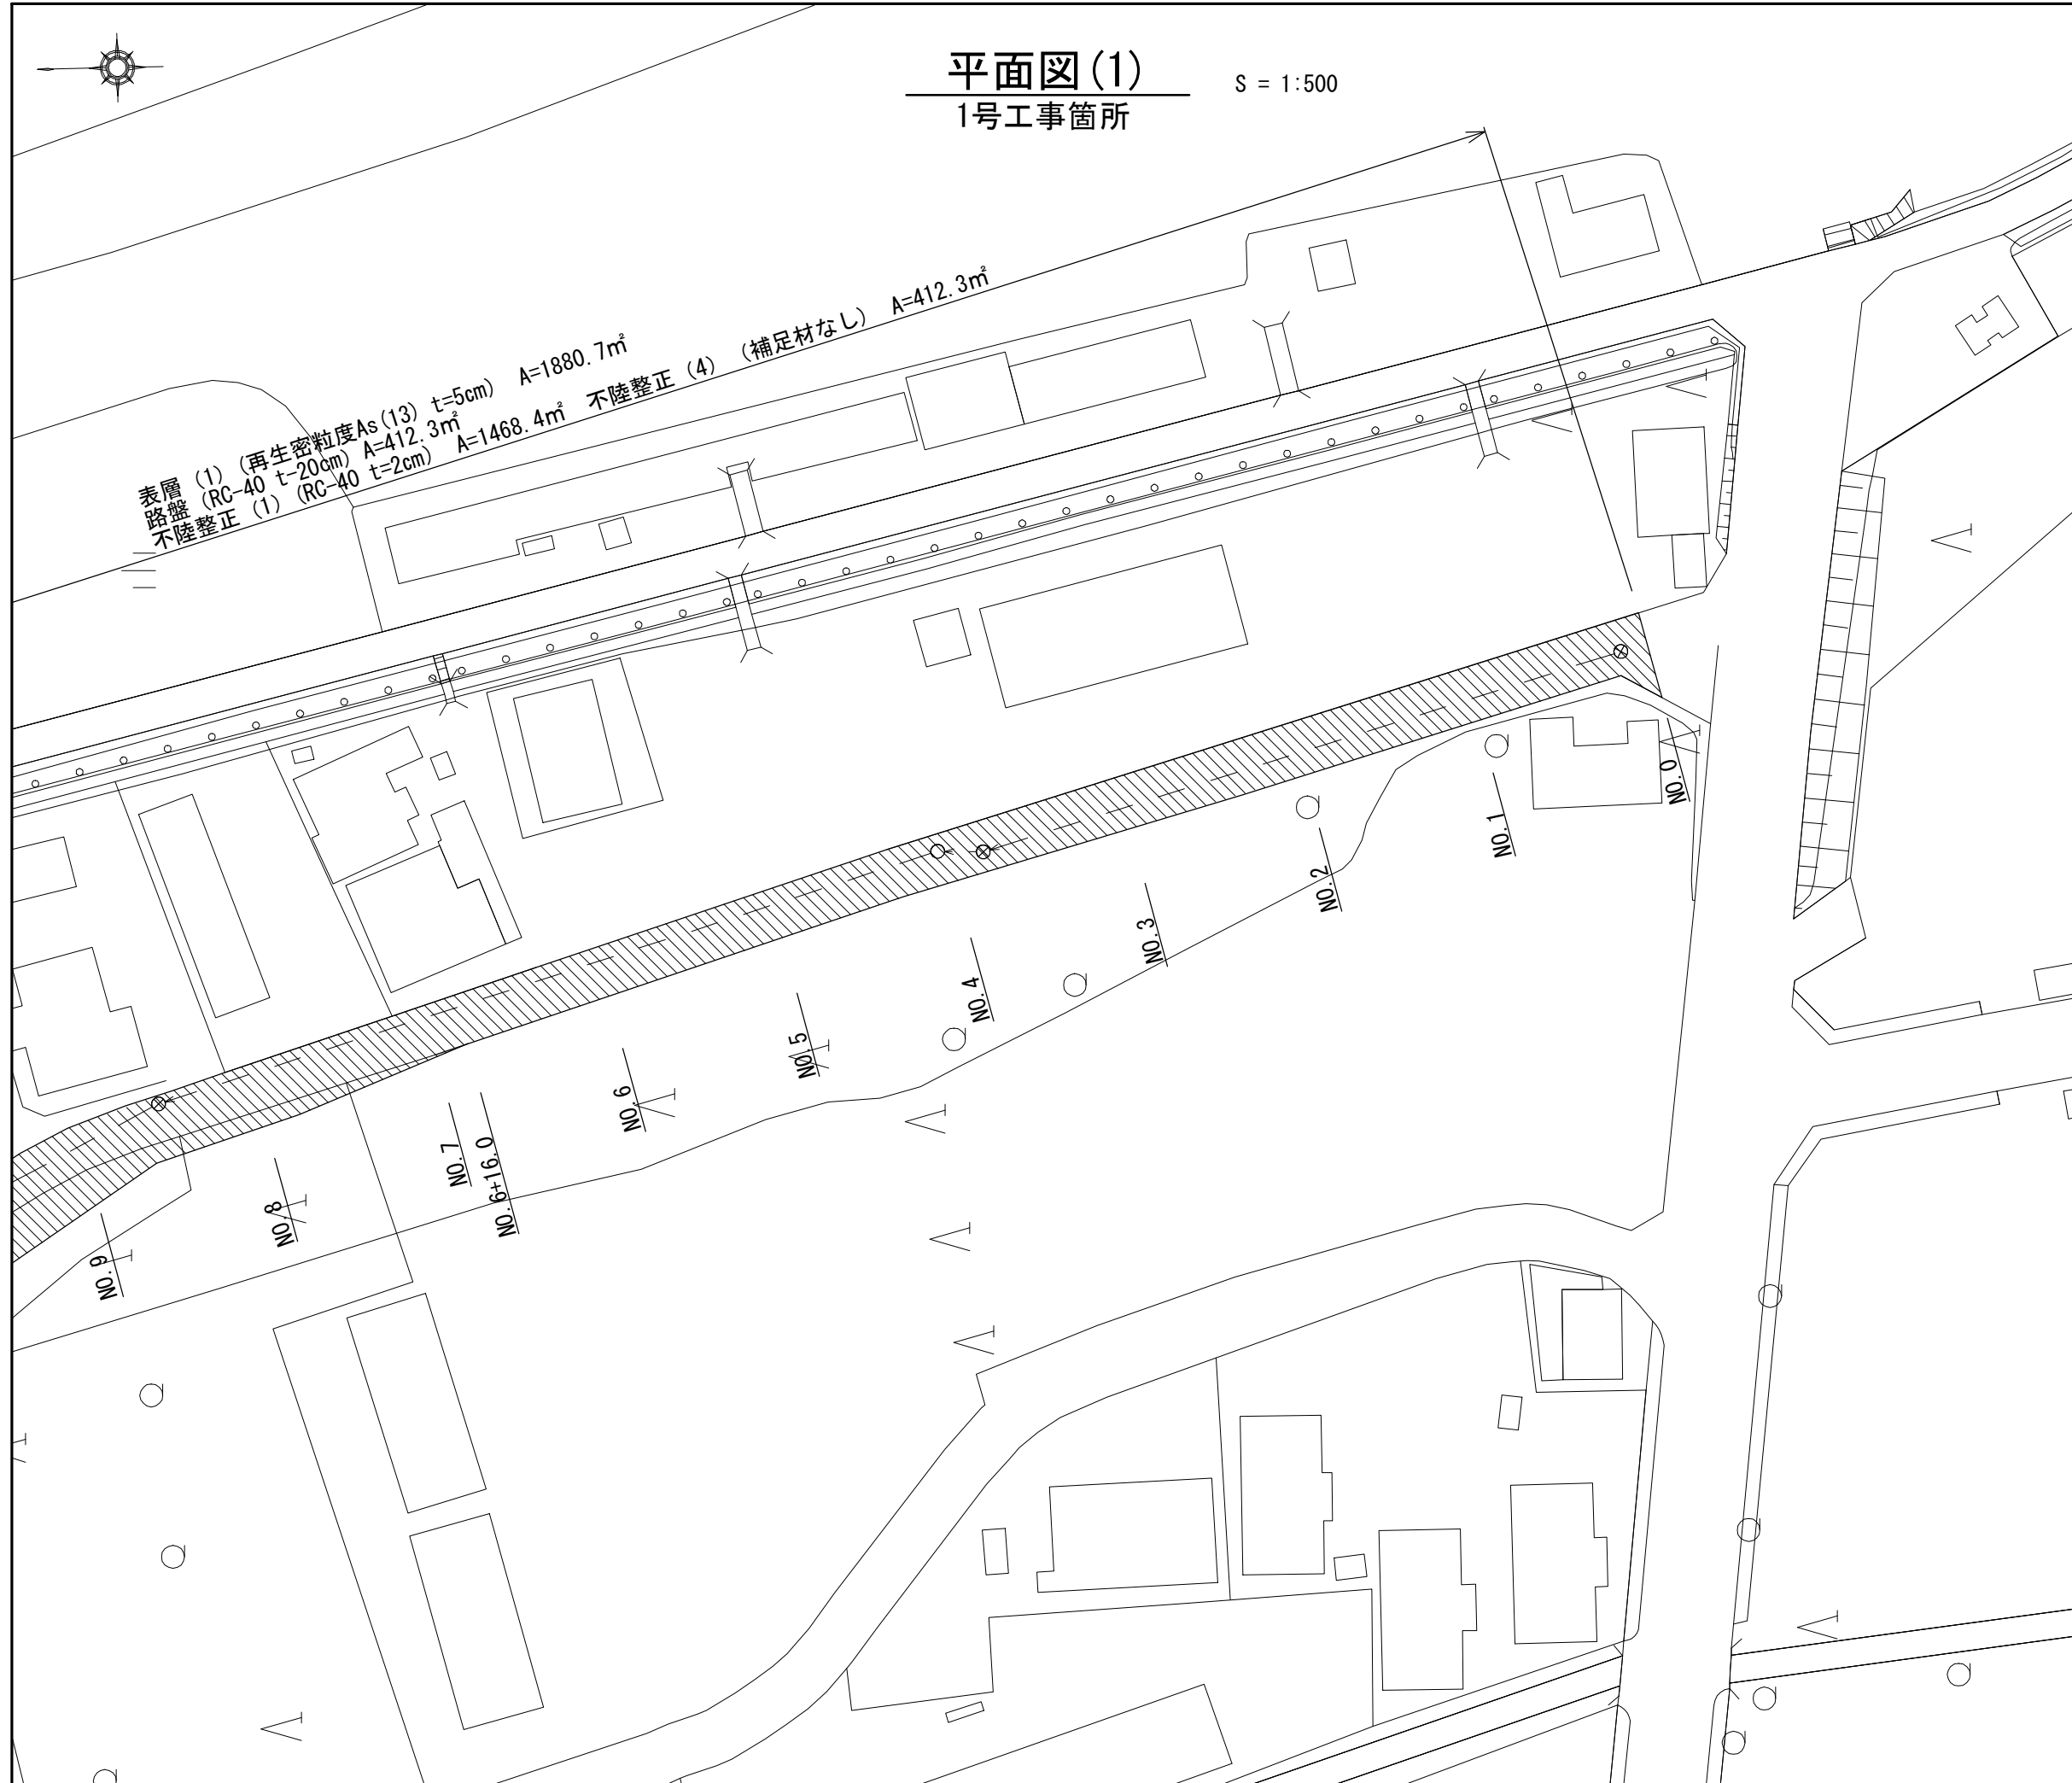 平面図(1)
S = 1:500
1号工事箇所
表層 (1) (再生密粒度As(13) t=5cm) A=1880.7㎡
路盤 (RC-40 t-20cm) A=412.3㎡
不陸整正 (1) (RC-40 t=2cm) A=1468.4㎡ 不陸整正 (4) (補足材なし) A=412.3㎡
NO.0
NO.1
NO.2
NO.3
NO.4
NO.5
NO.6
NO.6+16.0
NO.7
NO.8
NO.9